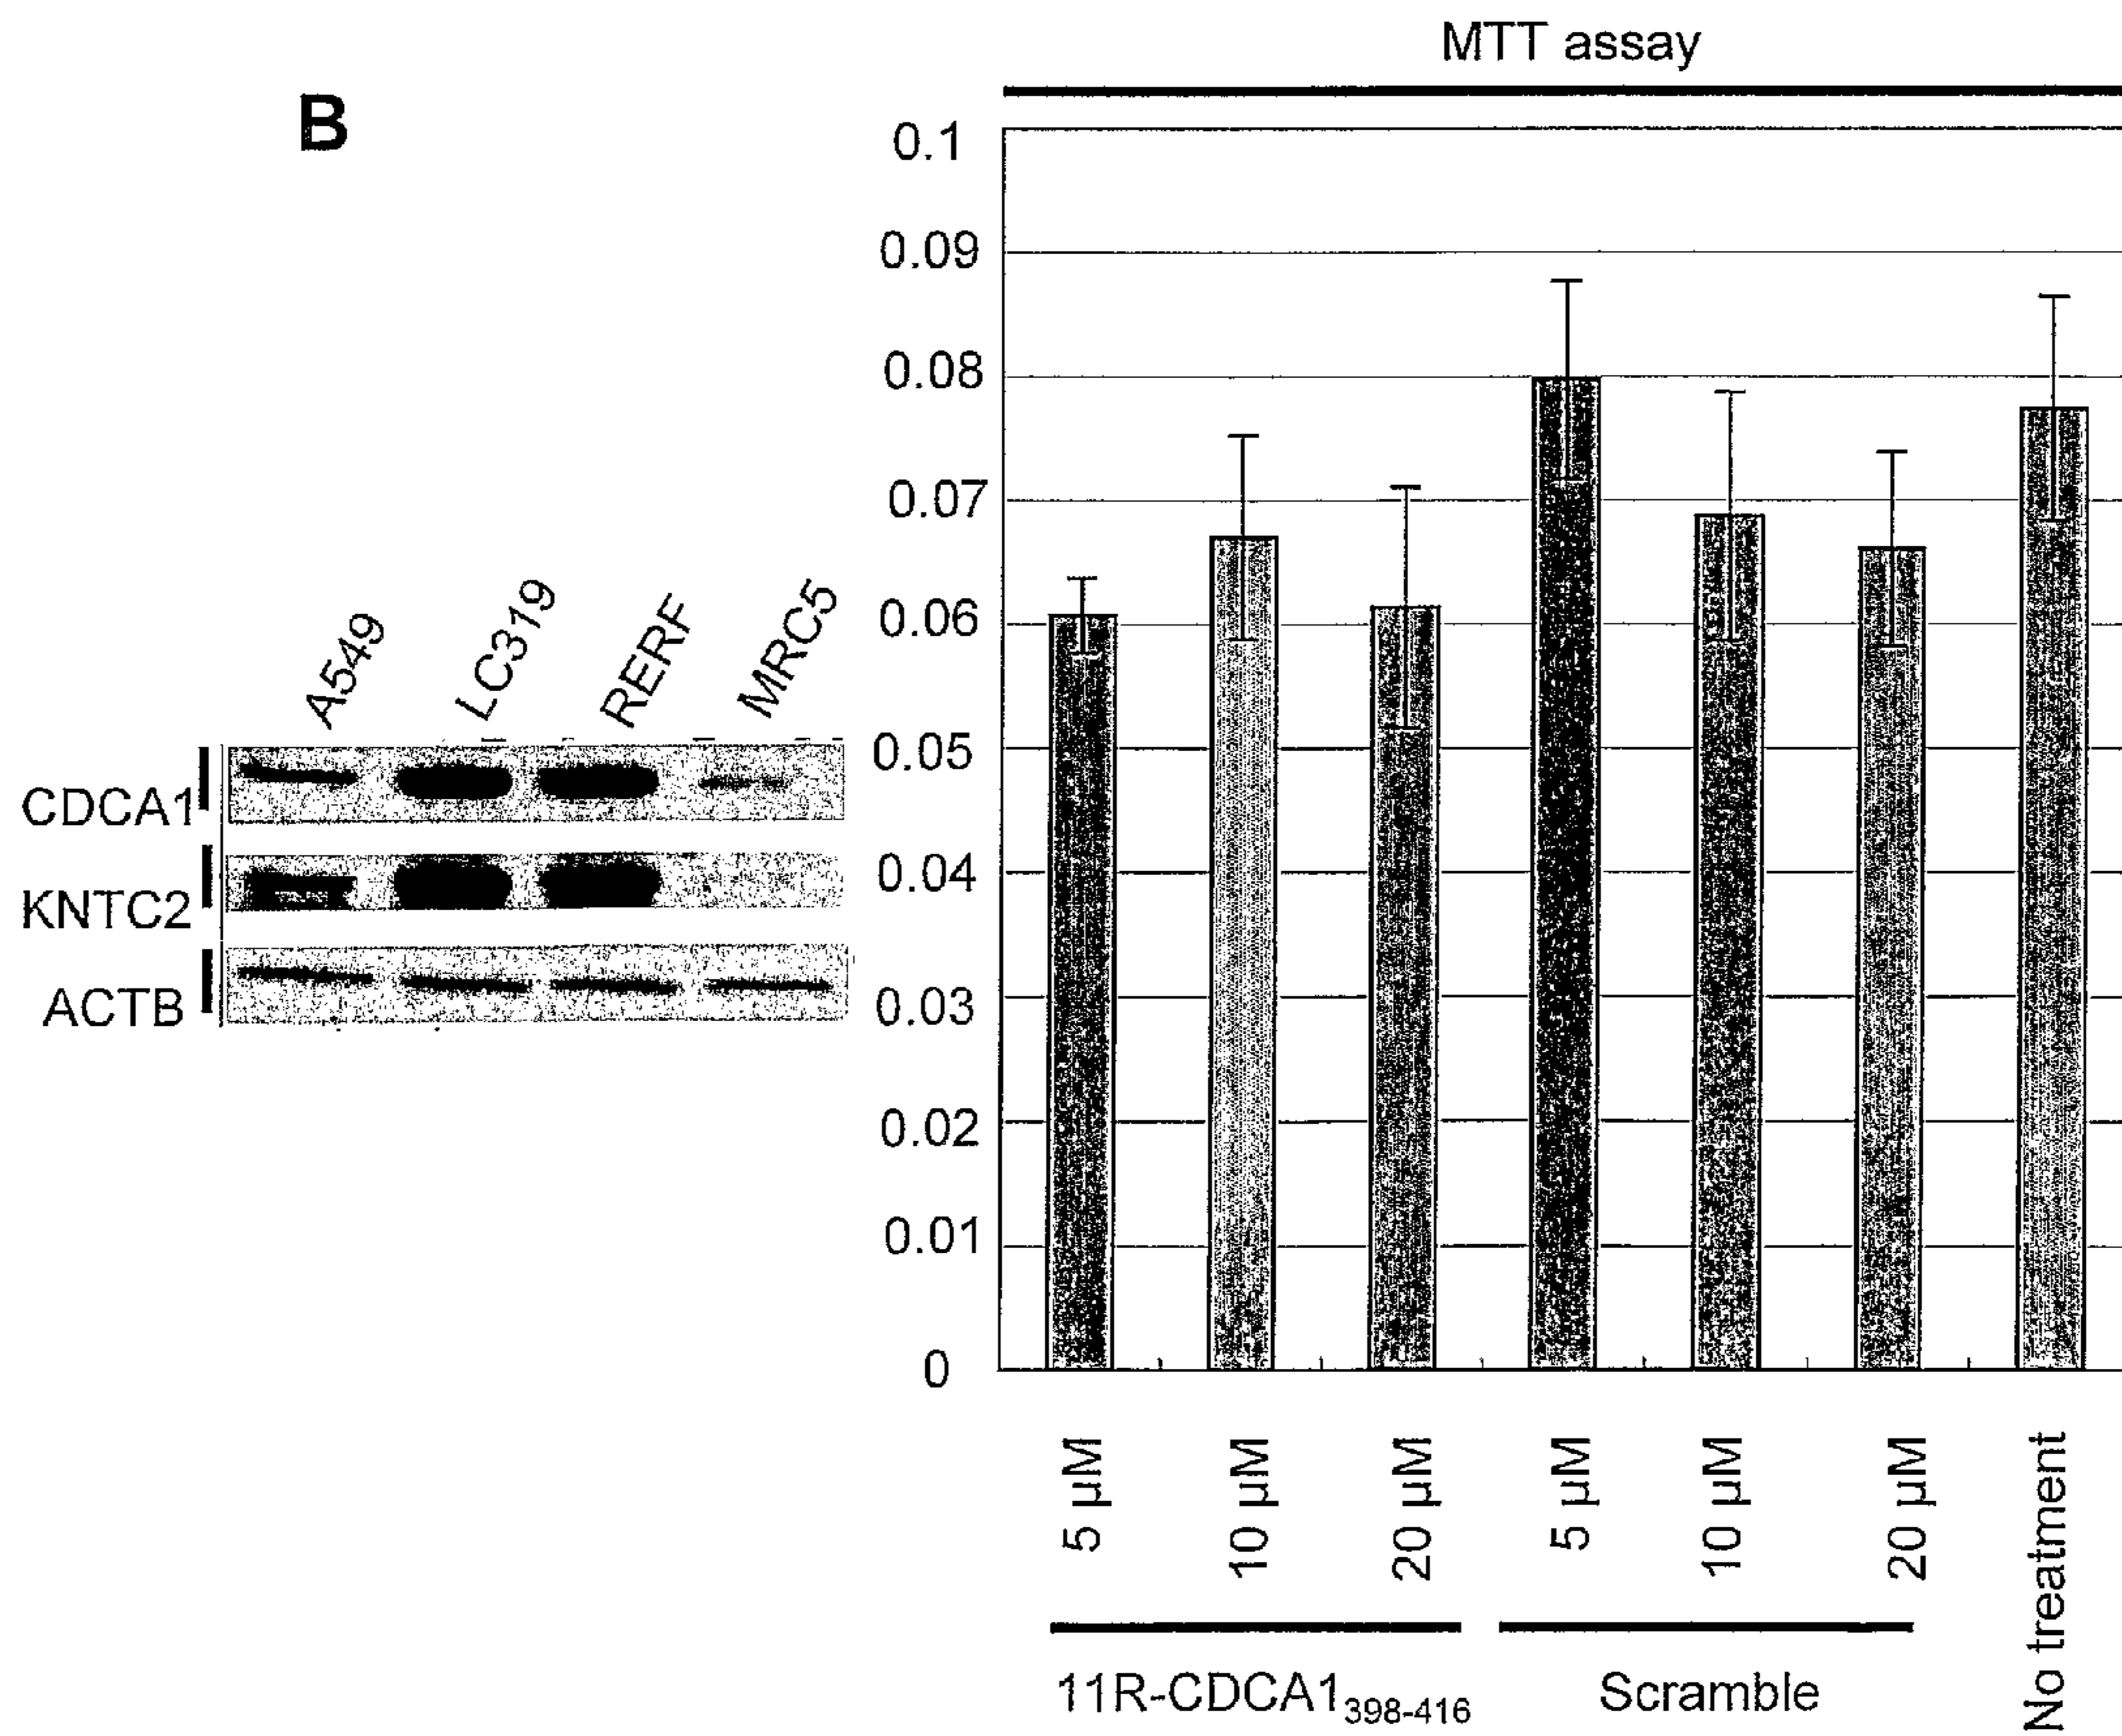 B
MTT assay
0.1
0.09
0.08
0.07
0.06
0.05
0.04
0.03
0.02
0.01
0
A549
LC319
RERF
MRC5
CDCA1
KNTC2
ACTB
5 µM
10 µM
20 µM
5 µM
10 µM
20 µM
No treatment
11R-CDCA1398-416
Scramble